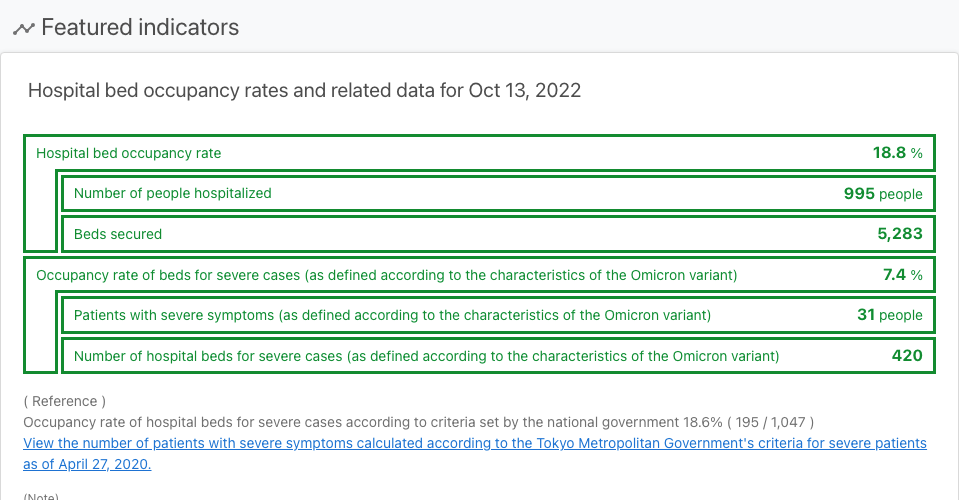 Featured indicators
Hospital bed occupancy rates and related data for Oct 13, 2022
Hospital bed occupancy rate 18.8 %
Number of people hospitalized 995 people
Beds secured 5,283
Occupancy rate of beds for severe cases (as defined according to the characteristics of the Omicron variant) 7.4 %
Patients with severe symptoms (as defined according to the characteristics of the Omicron variant) 31 people
Number of hospital beds for severe cases (as defined according to the characteristics of the Omicron variant) 420
( Reference )
Occupancy rate of hospital beds for severe cases according to criteria set by the national government 18.6% ( 195 / 1,047 )
View the number of patients with severe symptoms calculated according to the Tokyo Metropolitan Government's criteria for severe patients
as of April 27, 2020.
(Note)